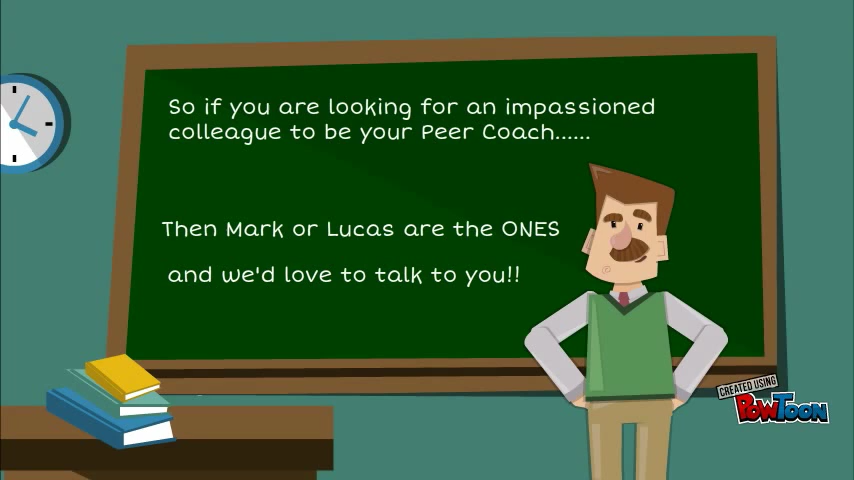 So if you are looking for an impassioned
colleague to be your Peer Coach......
Then Mark or Lucas are the ONES
and we'd love to talk to you!!
CREATED USING
POWTOON